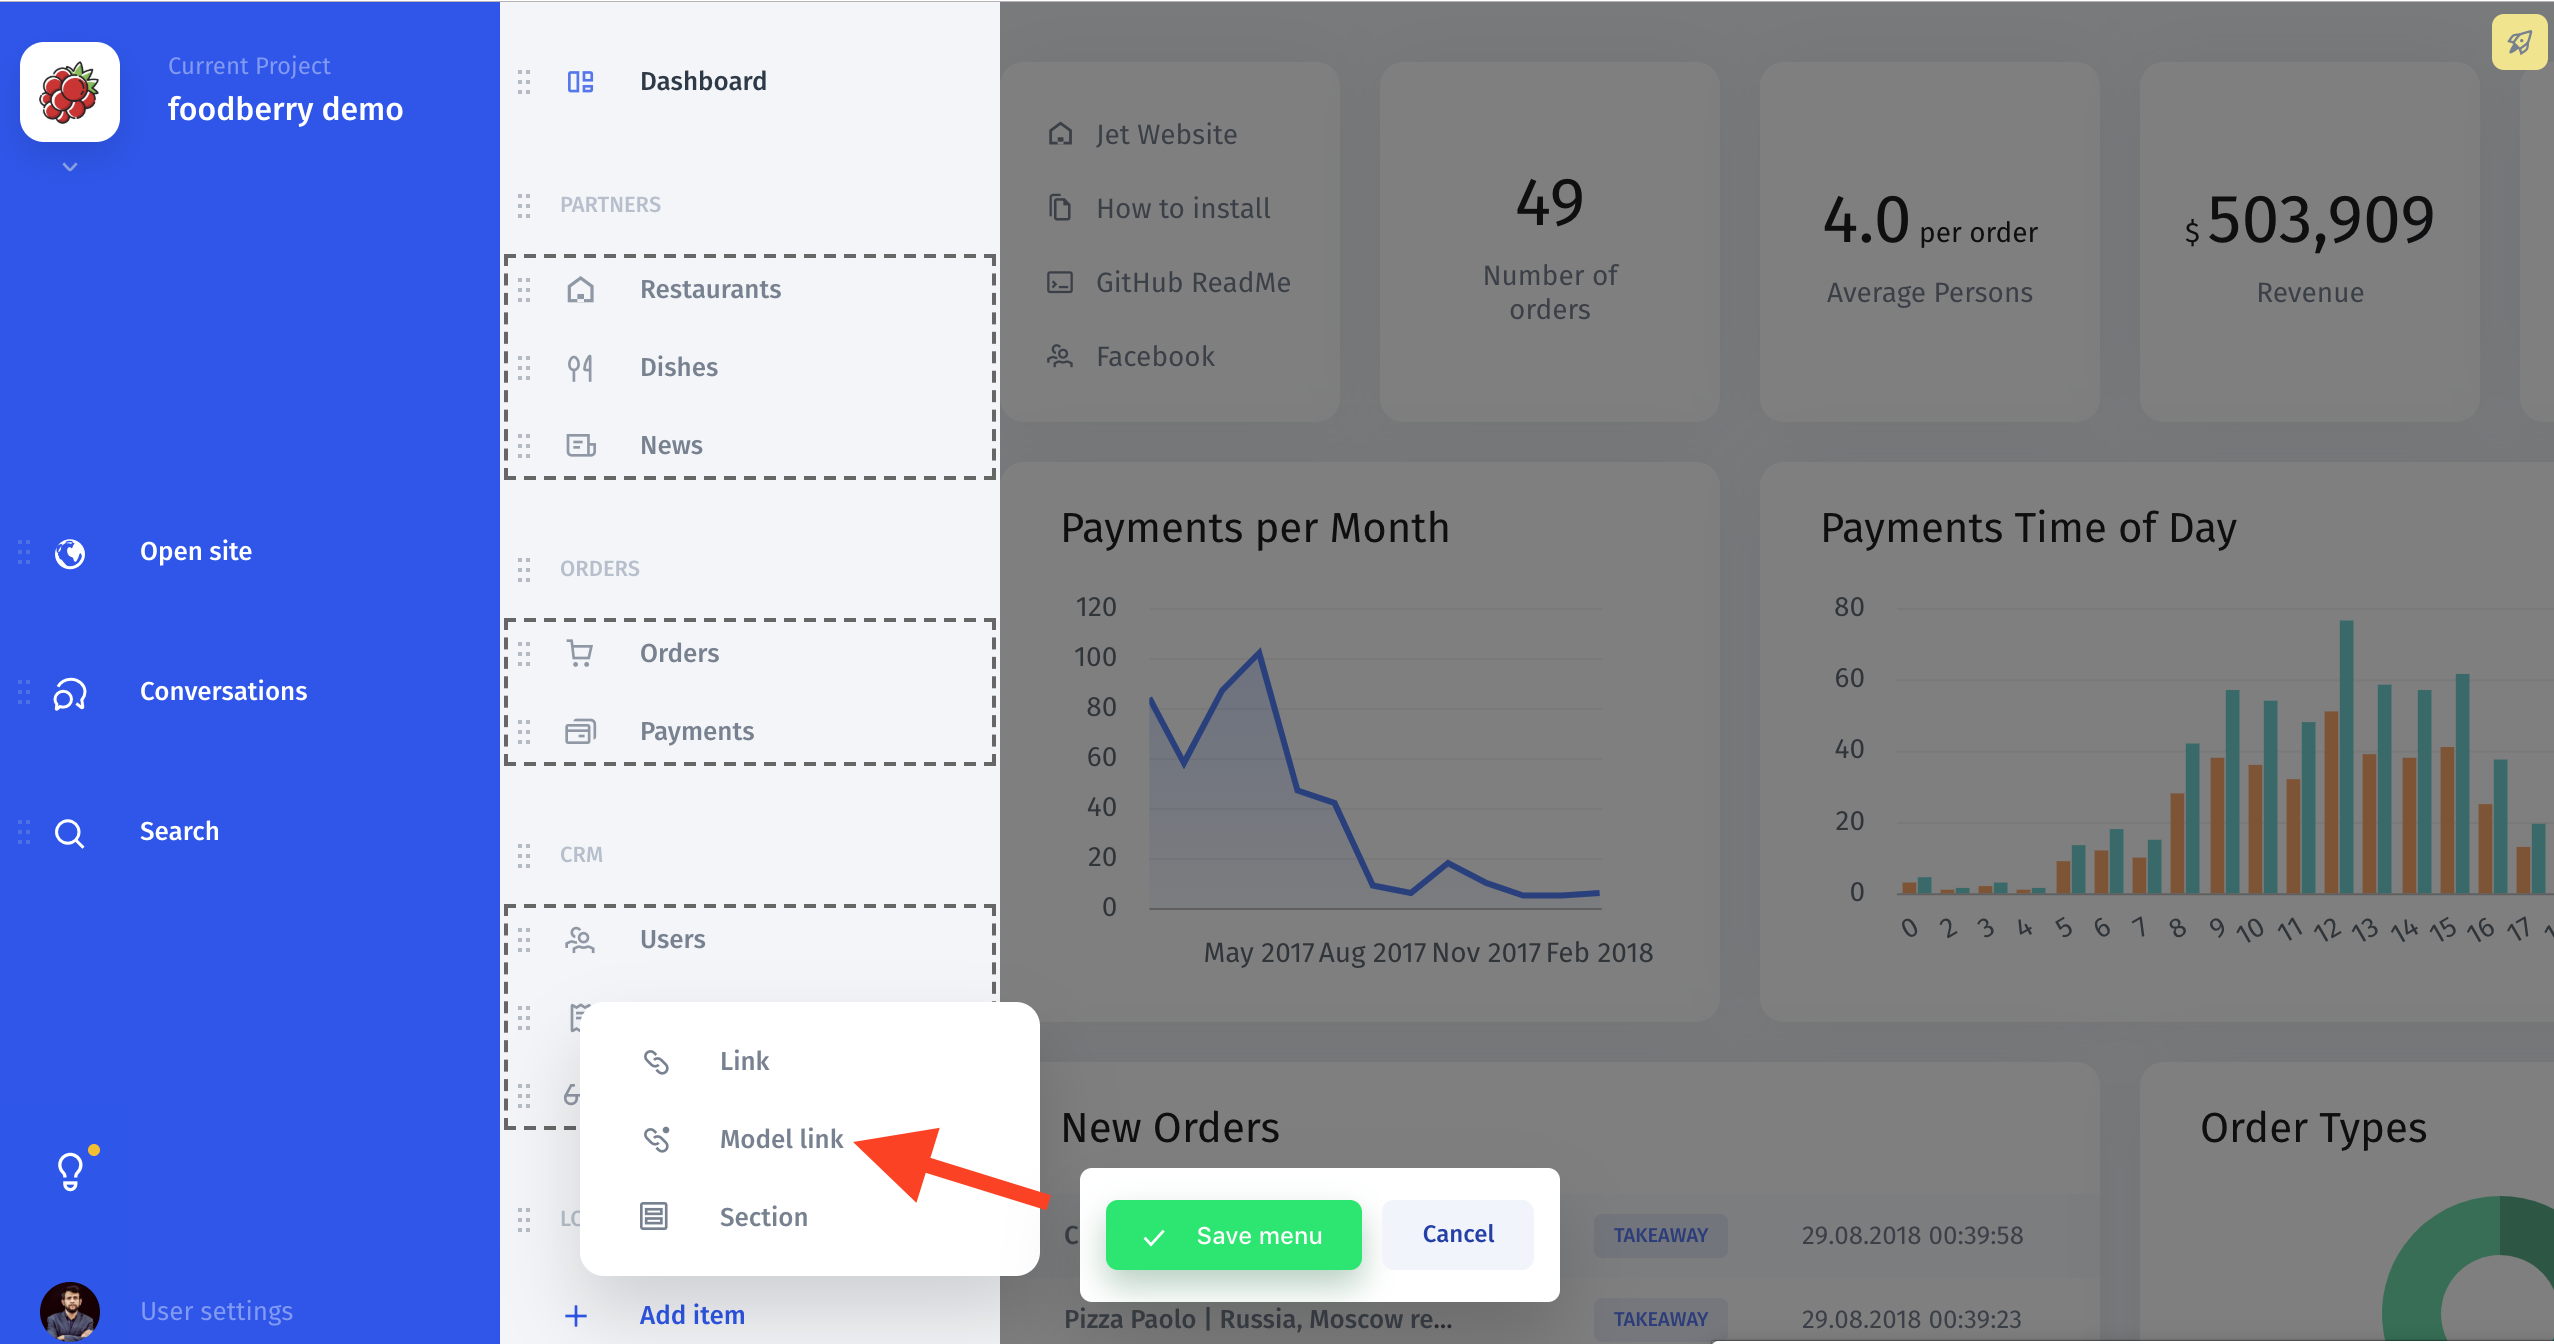 Current Project
foodberry demo
Open site
Conversations
Search
User settings
Dashboard
PARTNERS
Restaurants
Dishes
News
ORDERS
Orders
Payments
CRM
Users
Link
Model link
Section
Add item
Jet Website
How to install
GitHub ReadMe
Facebook
49
Number of
orders
4.0 per order
Average Persons
$ 503,909
Revenue
Payments per Month
120
100
80
60
40
20
0
May 2017 Aug 2017 Nov 2017 Feb 2018
Payments Time of Day
80
60
40
20
0
0 2 3 4 5 6 7 8 9 10 11 12 13 14 15 16 17
New Orders
TAKEAWAY 29.08.2018 00:39:58
Pizza Paolo | Russia, Moscow re... TAKEAWAY 29.08.2018 00:39:23
Save menu
Cancel
Order Types